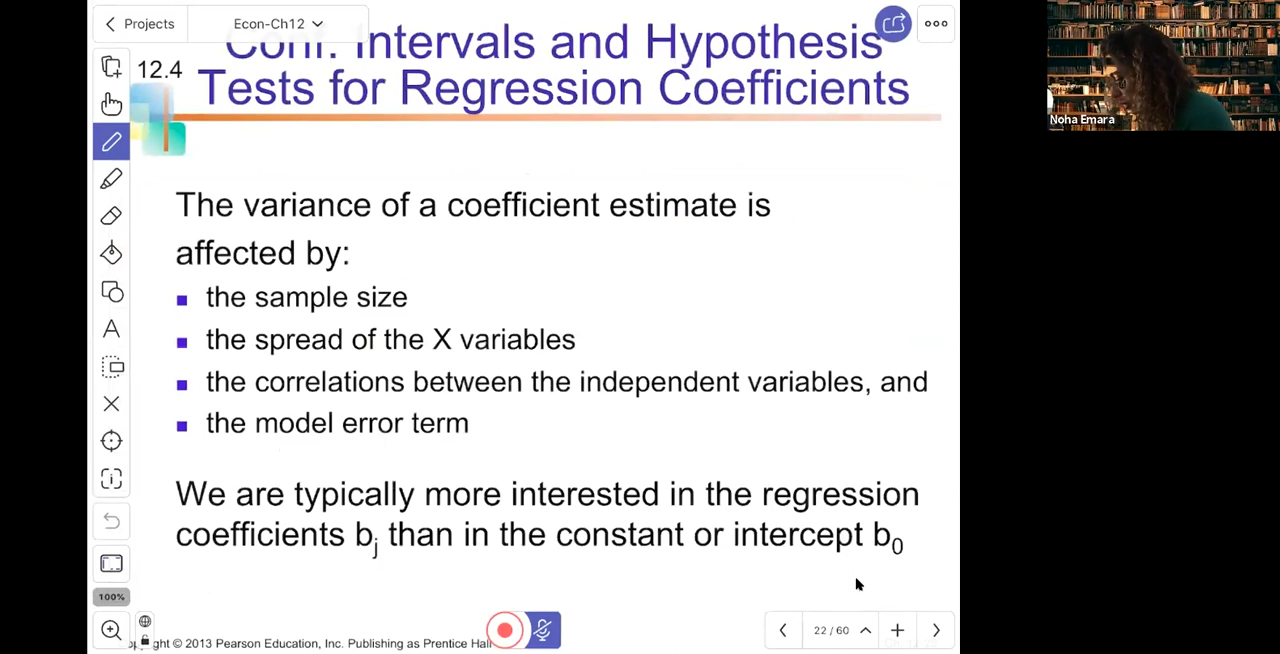 Projects
Econ-Ch12
Conf. Intervals and Hypothesis
12.4
Tests for Regression Coefficients
Noha Emara
The variance of a coefficient estimate is
affected by:
the sample size
the spread of the X variables
the correlations between the independent variables, and
the model error term
We are typically more interested in the regression
coefficients bj than in the constant or intercept b0
A
100%
22 / 60
ght © 2013 Pearson Education, Inc. Publishing as Prentice Hall